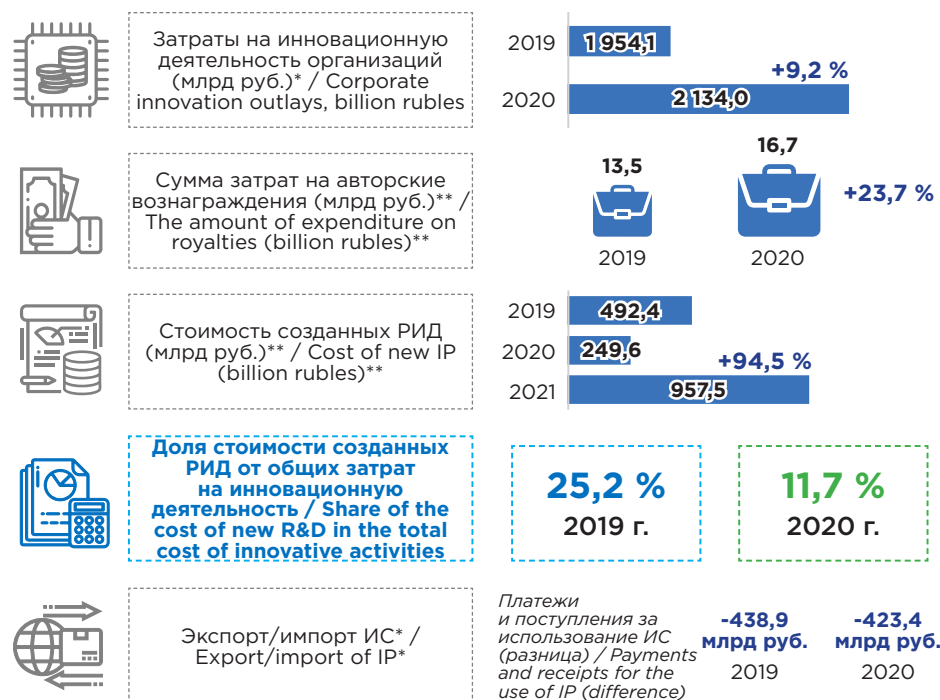 Затраты на инновационную
деятельность организаций
(млрд руб.)* / Corporate
innovation outlays, billion rubles
2019
1 954,1
+9,2 %
2020
2 134,0
Сумма затрат на авторские
вознаграждения (млрд руб.)** /
The amount of expenditure on
royalties (billion rubles)**
13,5
2019
16,7
2020
+23,7 %
Стоимость созданных РИД
(млрд руб.)** / Cost of new IP
(billion rubles)**
2019
492,4
2020
249,6
+94,5 %
2021
957,5
Доля стоимости созданных
РИД от общих затрат
на инновационную
деятельность / Share of the
cost of new R&D in the total
cost of innovative activities
25,2 %
2019 г.
11,7 %
2020 г.
Экспорт/импорт ИС* /
Export/import of IP*
Платежи
и поступления за
использование ИС
(разница) / Payments
and receipts for the
use of IP (difference)
-438,9
млрд руб.
2019
-423,4
млрд руб.
2020